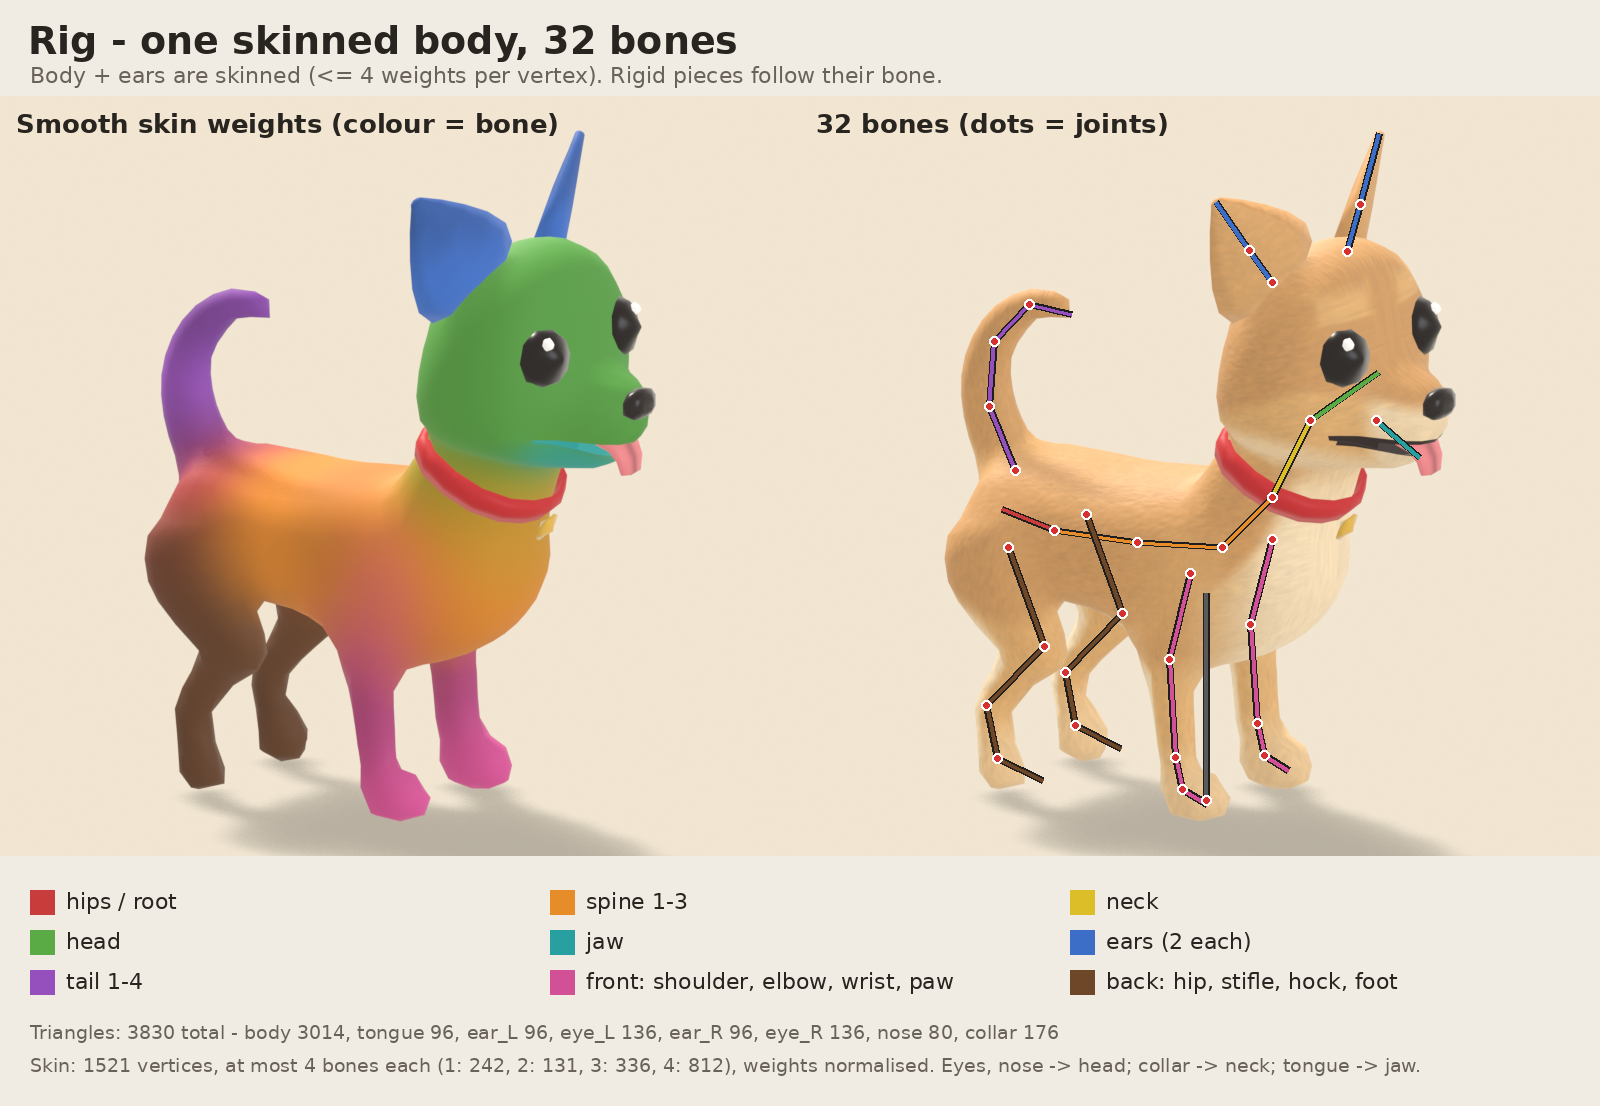 Rig - one skinned body, 32 bones
Body + ears are skinned (<= 4 weights per vertex). Rigid pieces follow their bone.
Smooth skin weights (colour = bone)
32 bones (dots = joints)
hips / root
spine 1-3
neck
head
jaw
ears (2 each)
tail 1-4
front: shoulder, elbow, wrist, paw
back: hip, stifle, hock, foot
Triangles: 3830 total - body 3014, tongue 96, ear_L 96, eye_L 136, ear_R 96, eye_R 136, nose 80, collar 176
Skin: 1521 vertices, at most 4 bones each (1: 242, 2: 131, 3: 336, 4: 812), weights normalised. Eyes, nose -> head; collar -> neck; tongue -> jaw.